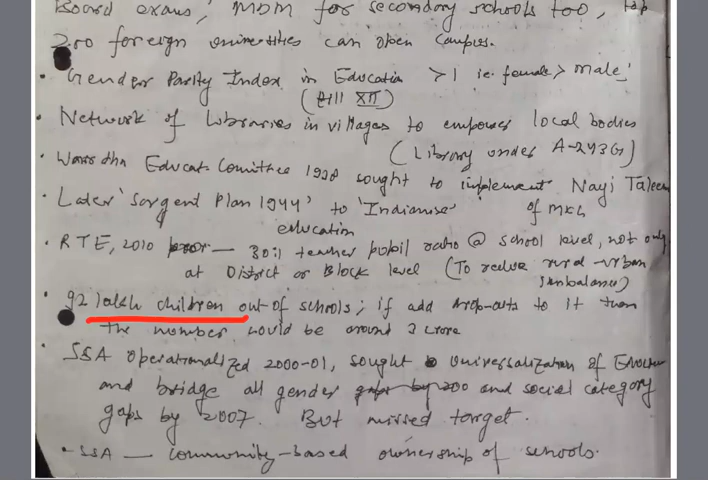 Board exams, MDM for secondary schools too, top
200 foreign universities can open campus.
• Gender Parity Index in Education >1 i.e. female > male
(till XII)
• Network of Libraries in villages to empower local bodies
(Library under A-243G)
• Wardha Educat. Comittee 1938 sought to implement Nayi Taleem
of MKG
• Later 'Sargent Plan 1944' to 'Indianise'
education
• RTE, 2010 — 30:1 teacher pupil ratio @ school level, not only
at District or Block level (To reduce rural-urban
imbalance)
• 92 lakh children out of schools; if add drop-outs to it then
the number would be around 2 crore
• SSA operationalized 2000-01, sought Universalization of
and bridge all gender gaps by 200 and social category
gaps by 2007. But missed target.
• SSA — community-based ownership of schools.